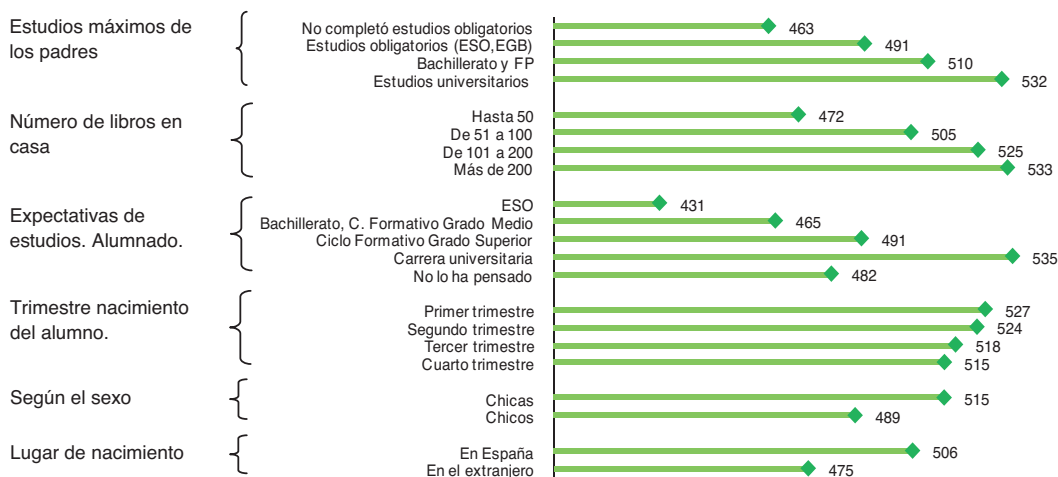 Estudios máximos de
los padres
No completó estudios obligatorios 463
Estudios obligatorios (ESO,EGB) 491
Bachillerato y FP 510
Estudios universitarios 532
Número de libros en
casa
Hasta 50 472
De 51 a 100 505
De 101 a 200 525
Más de 200 533
Expectativas de
estudios. Alumnado.
ESO 431
Bachillerato, C. Formativo Grado Medio 465
Ciclo Formativo Grado Superior 491
Carrera universitaria 535
No lo ha pensado 482
Trimestre nacimiento
del alumno.
Primer trimestre 527
Segundo trimestre 524
Tercer trimestre 518
Cuarto trimestre 515
Según el sexo
Chicas 515
Chicos 489
Lugar de nacimiento
En España 506
En el extranjero 475